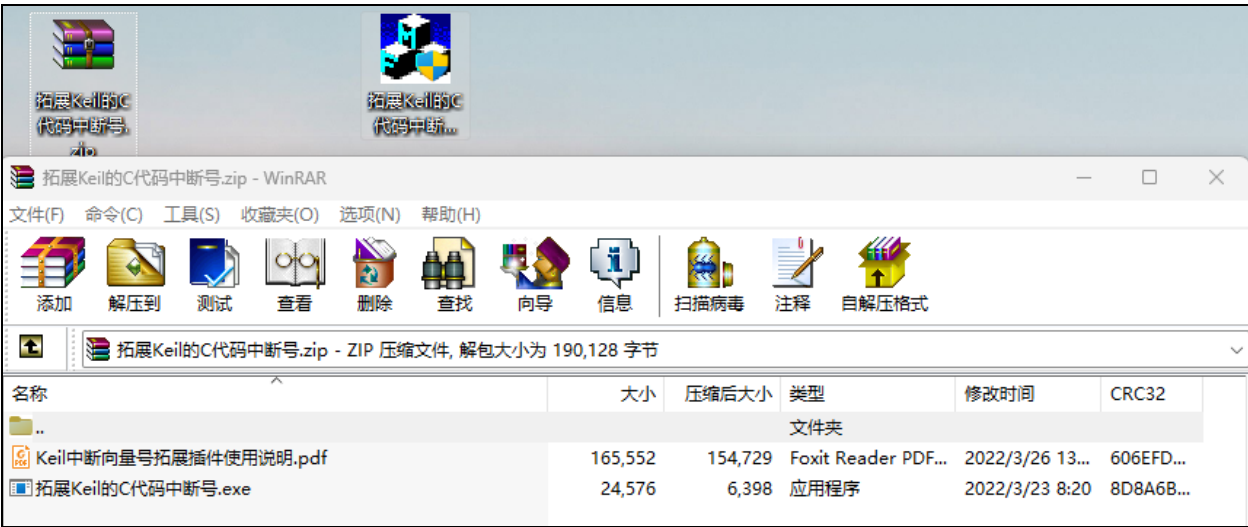 拓展Keil的C
代码中断号.
zip
拓展Keil的C
代码中断...
拓展Keil的C代码中断号.zip - WinRAR
文件(F) 命令(C) 工具(S) 收藏夹(O) 选项(N) 帮助(H)
添加 解压到 测试 查看 删除 查找 向导 信息 扫描病毒 注释 自解压格式
拓展Keil的C代码中断号.zip - ZIP 压缩文件, 解包大小为 190,128 字节
名称 大小 压缩后大小 类型 修改时间 CRC32
.. 文件夹
Keil中断向量号拓展插件使用说明.pdf 165,552 154,729 Foxit Reader PDF... 2022/3/26 13... 606EFD...
拓展Keil的C代码中断号.exe 24,576 6,398 应用程序 2022/3/23 8:20 8D8A6B...